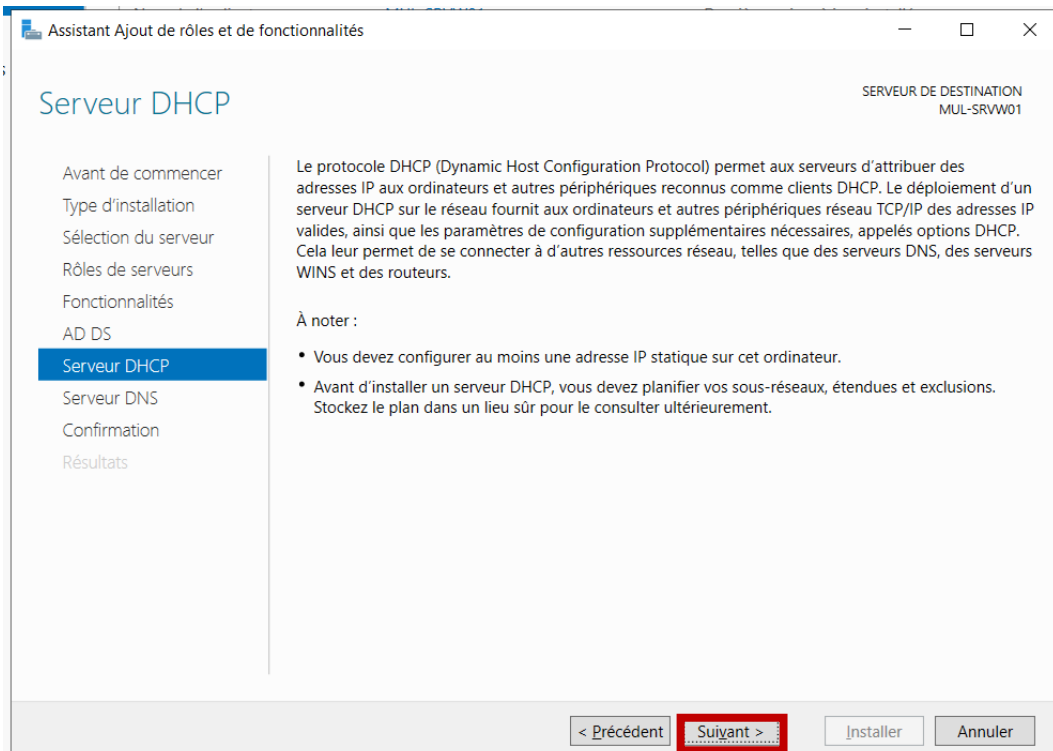 Assistant Ajout de rôles et de fonctionnalités
Serveur DHCP
SERVEUR DE DESTINATION
MUL-SRVW01
Avant de commencer
Type d'installation
Sélection du serveur
Rôles de serveurs
Fonctionnalités
AD DS
Serveur DHCP
Serveur DNS
Confirmation
Résultats
Le protocole DHCP (Dynamic Host Configuration Protocol) permet aux serveurs d'attribuer des
adresses IP aux ordinateurs et autres périphériques reconnus comme clients DHCP. Le déploiement d'un
serveur DHCP sur le réseau fournit aux ordinateurs et autres périphériques réseau TCP/IP des adresses IP
valides, ainsi que les paramètres de configuration supplémentaires nécessaires, appelés options DHCP.
Cela leur permet de se connecter à d'autres ressources réseau, telles que des serveurs DNS, des serveurs
WINS et des routeurs.
À noter :
• Vous devez configurer au moins une adresse IP statique sur cet ordinateur.
• Avant d'installer un serveur DHCP, vous devez planifier vos sous-réseaux, étendues et exclusions.
Stockez le plan dans un lieu sûr pour le consulter ultérieurement.
< Précédent
Suivant >
Installer
Annuler